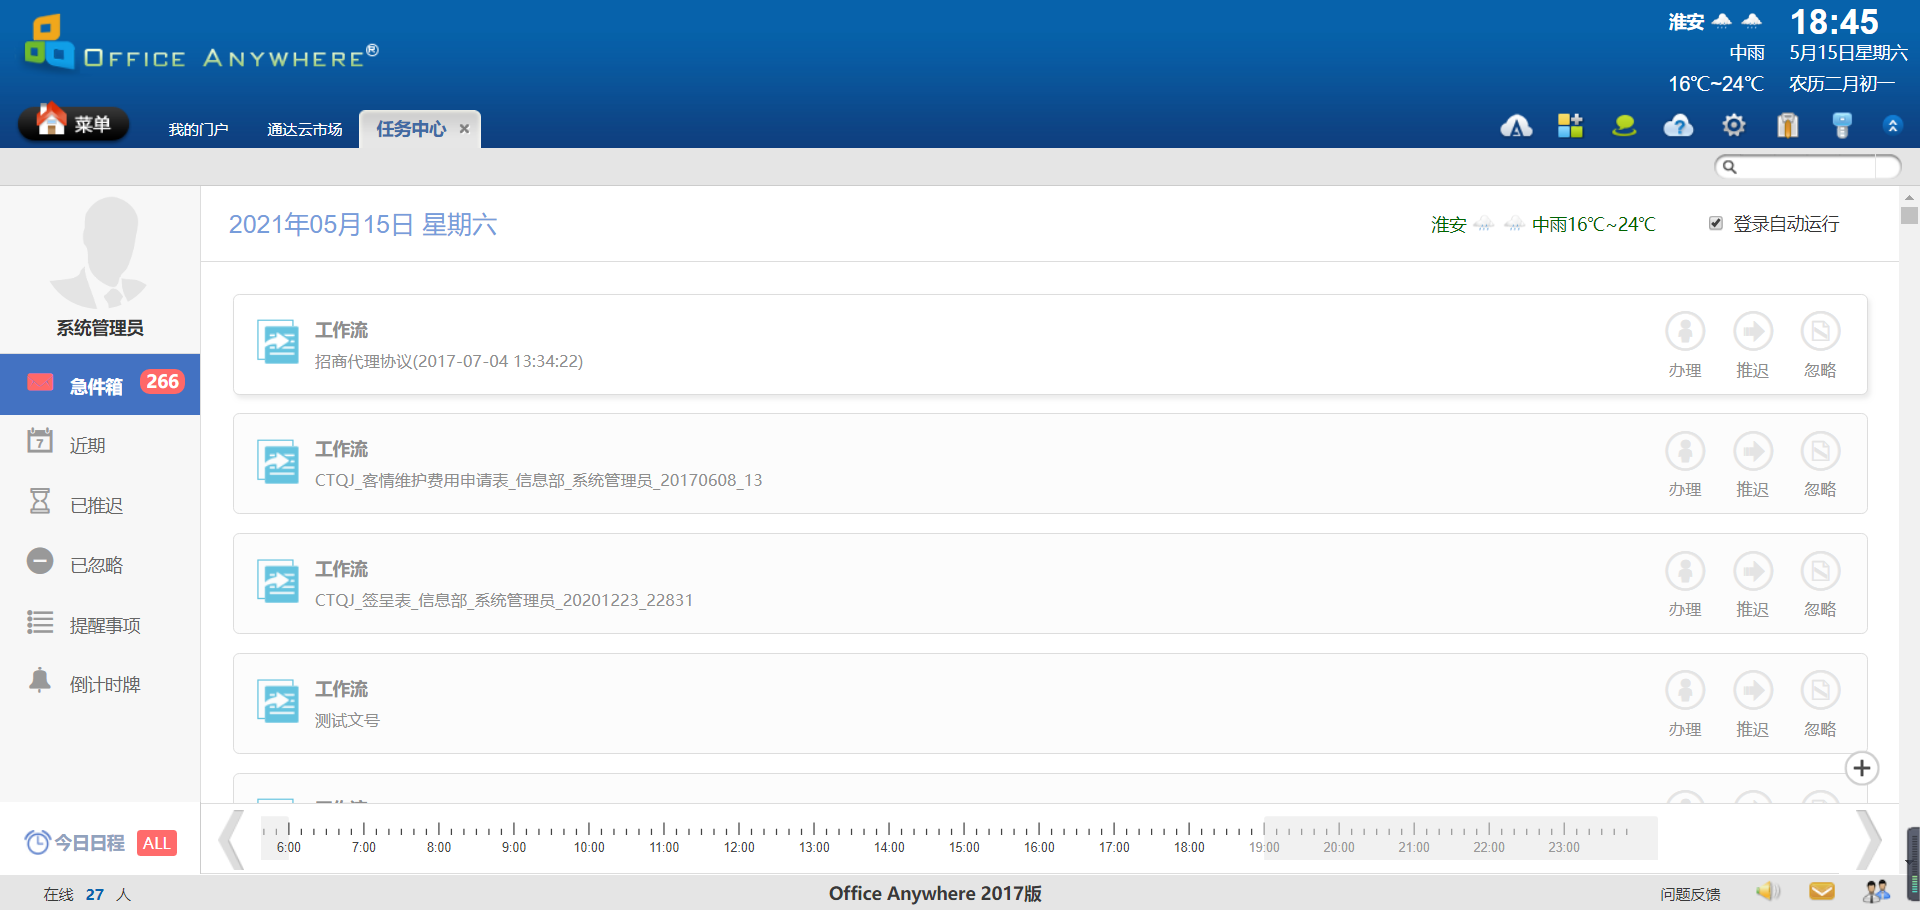 OFFICE ANYWHERE®
淮安
18:45
中雨
5月15日星期六
16℃~24℃
农历二月初一
菜单
我的门户
通达云市场
任务中心
系统管理员
急件箱
266
近期
7
已推迟
已忽略
提醒事项
倒计时牌
2021年05月15日 星期六
淮安 中雨16℃~24℃
登录自动运行
工作流
招商代理协议(2017-07-04 13:34:22)
办理 推迟 忽略
工作流
CTQJ_客情维护费用申请表_信息部_系统管理员_20170608_13
办理 推迟 忽略
工作流
CTQJ_签呈表_信息部_系统管理员_20201223_22831
办理 推迟 忽略
工作流
测试文号
办理 推迟 忽略
工作流
今日日程 ALL
6:00 7:00 8:00 9:00 10:00 11:00 12:00 13:00 14:00 15:00 16:00 17:00 18:00 19:00 20:00 21:00 22:00 23:00
在线 27 人
Office Anywhere 2017版
问题反馈